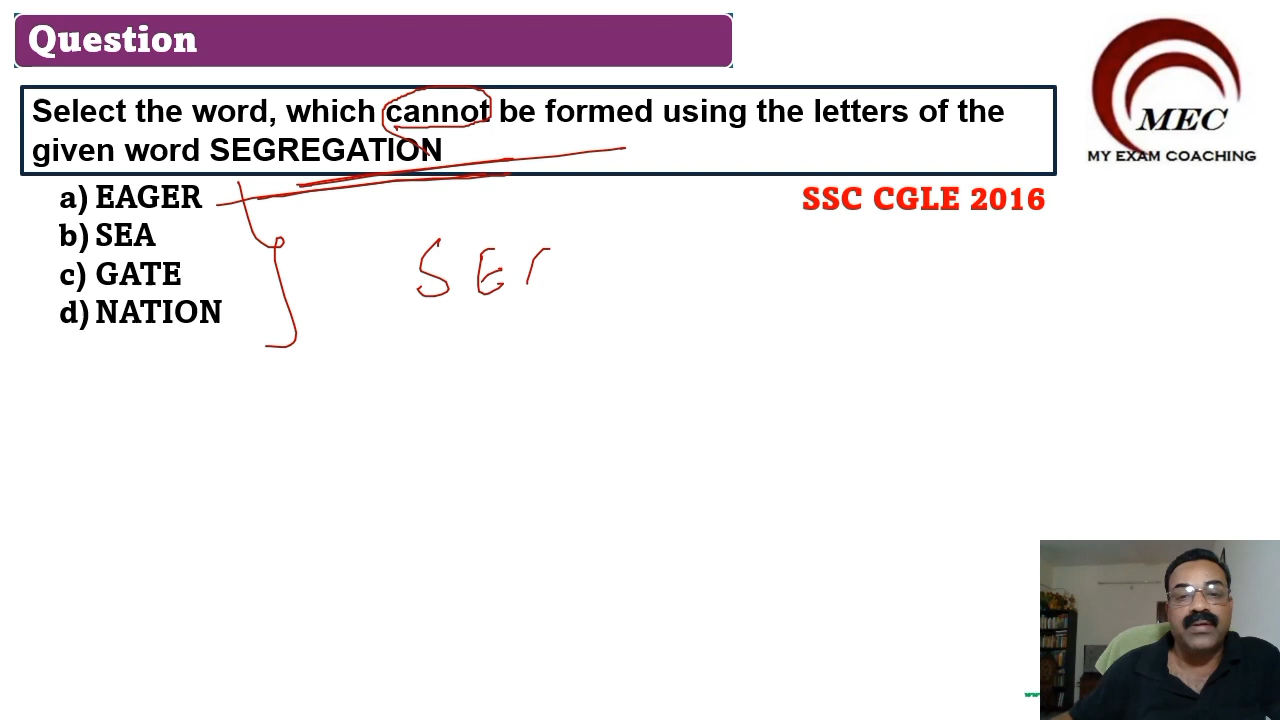 Question
Select the word, which cannot be formed using the letters of the
given word SEGREGATION
MEC
MY EXAM COACHING
SSC CGLE 2016
a) EAGER
b) SEA
c) GATE
d) NATION
S E